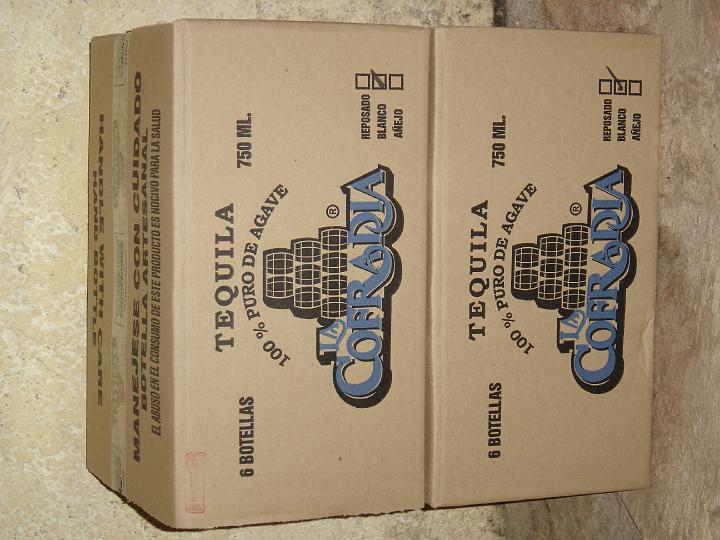 HANDLE WITH CARE
HAND BOTTLE
MANEJESE CON CUIDADO
BOTELLA ARTESANAL
EL ABUSO EN EL CONSUMO DE ESTE PRODUCTO ES NOCIVO PARA LA SALUD
6 BOTELLAS
750 ML.
TEQUILA
100 % PURO DE AGAVE
®
LA
COFRADIA
REPOSADO
BLANCO
AÑEJO
6 BOTELLAS
750 ML.
TEQUILA
100 % PURO DE AGAVE
®
LA
COFRADIA
REPOSADO
BLANCO
AÑEJO